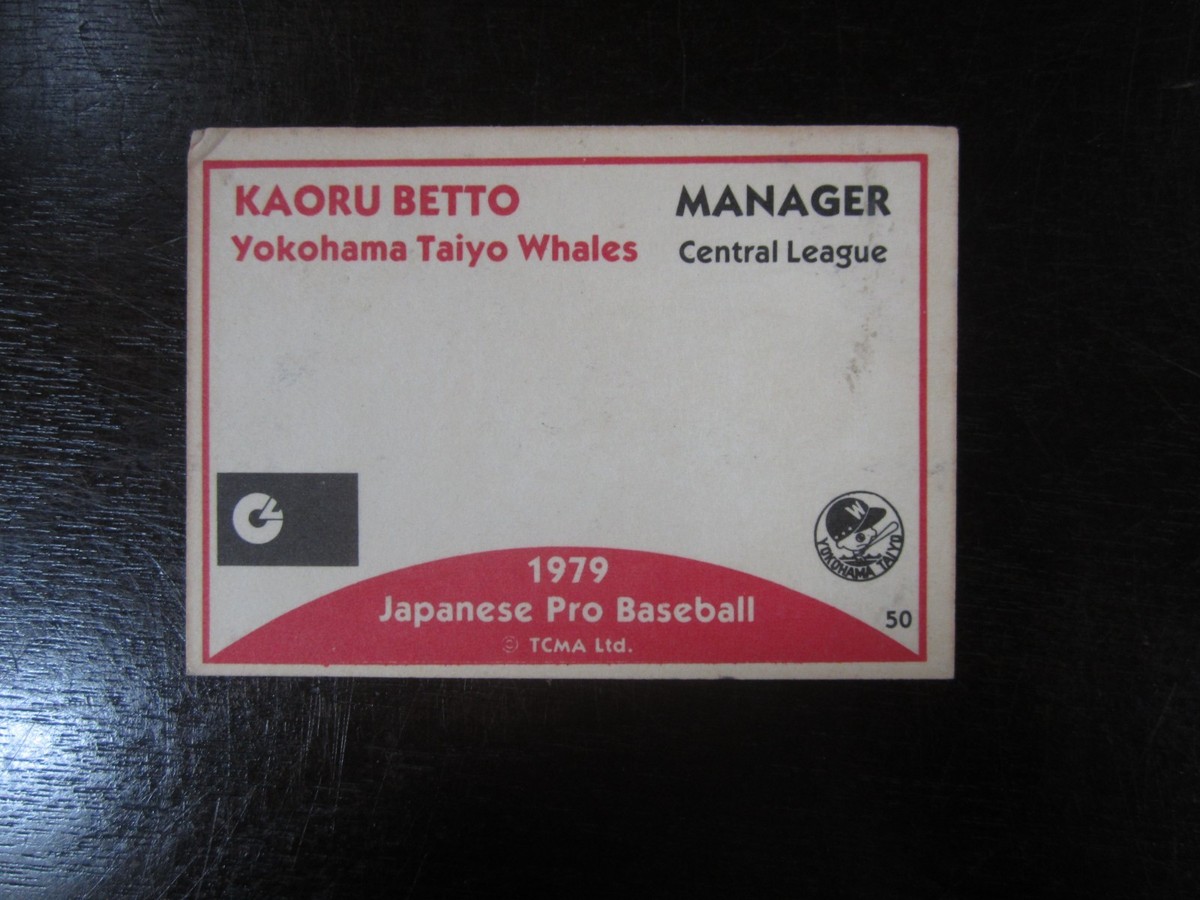 KAORU BETTO
MANAGER
Yokohama Taiyo Whales
Central League
W
YOKOHAMA TAIYO
1979
Japanese Pro Baseball
50
© TCMA Ltd.